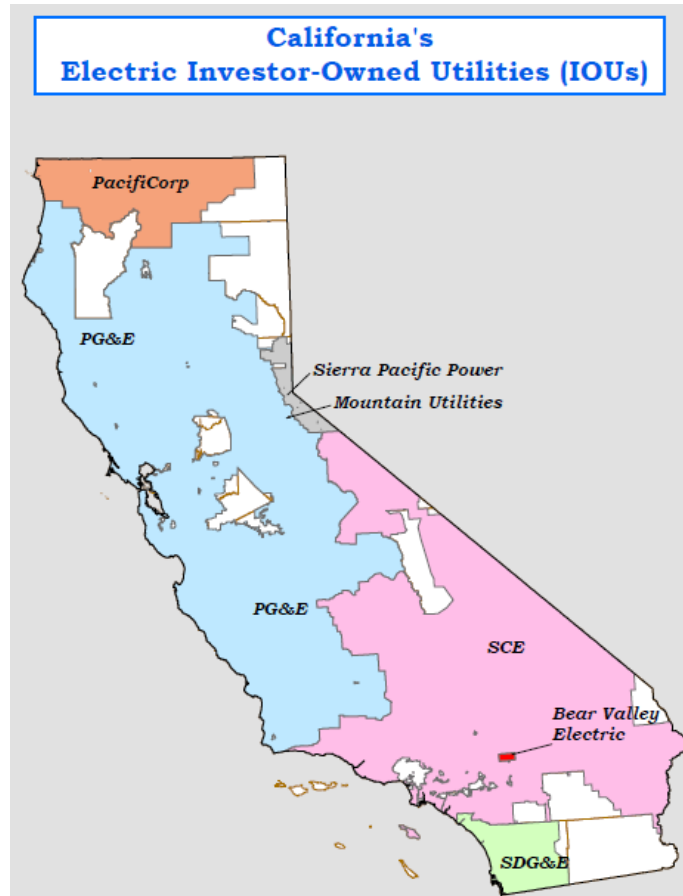 California's
Electric Investor-Owned Utilities (IOUs)
PacifiCorp
PG&E
Sierra Pacific Power
Mountain Utilities
PG&E
SCE
Bear Valley
Electric
SDG&E